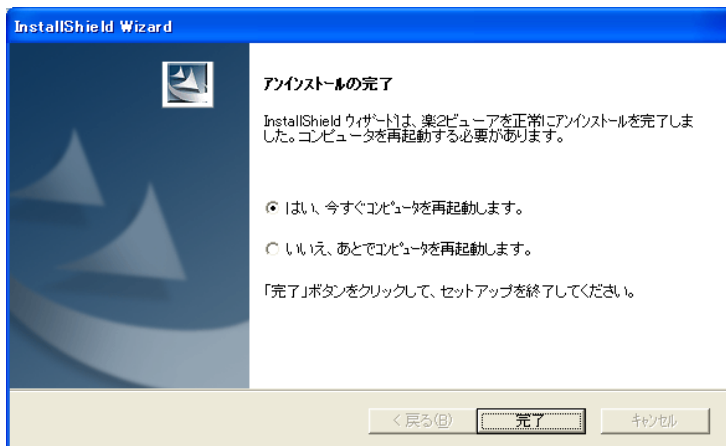 InstallShield Wizard
ｱﾝｲﾝｽﾄｰﾙの完了
InstallShield ｳｨｻﾞｰﾄﾞは、楽2ビューアを正常にｱﾝｲﾝｽﾄｰﾙを完了しま
した。コンピュータを再起動する必要があります。
はい、今すぐｺﾝﾋﾟｭｰﾀを再起動します。
いいえ、あとでｺﾝﾋﾟｭｰﾀを再起動します。
「完了」ボタンをクリックして、セットアップを終了してください。
< 戻る(B)
完了
ｷｬﾝｾﾙ